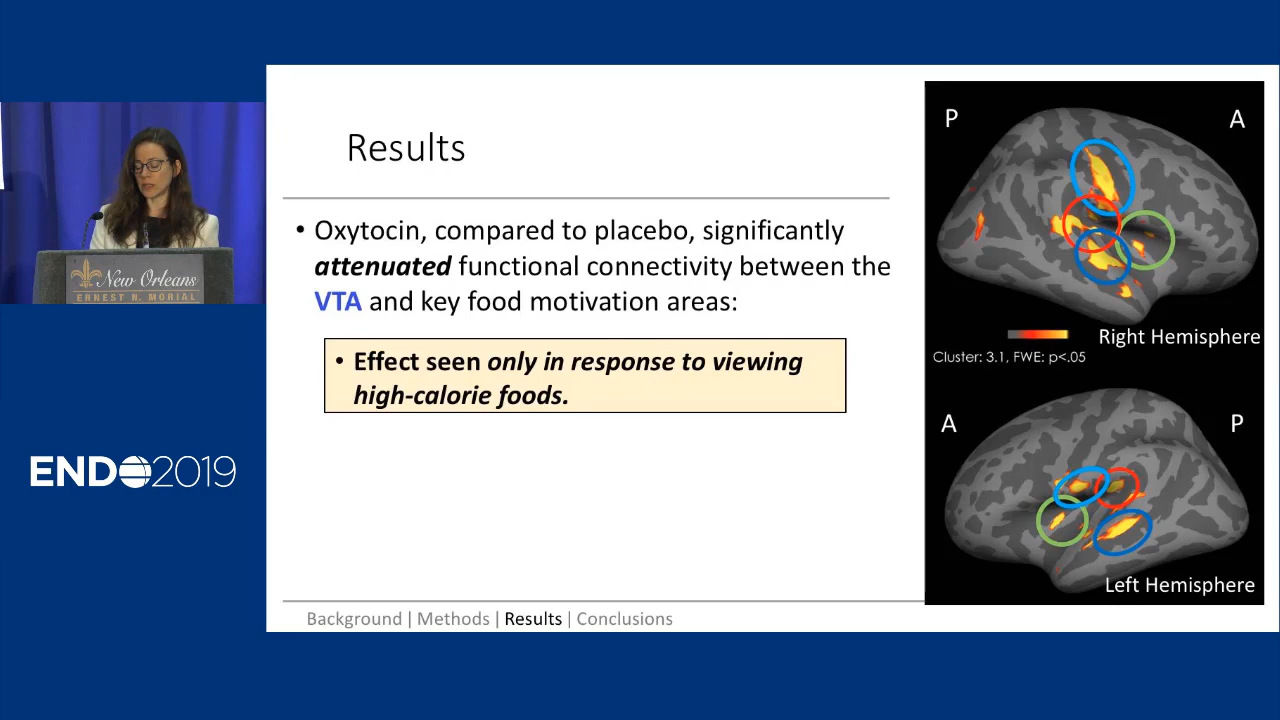 Results
• Oxytocin, compared to placebo, significantly
attenuated functional connectivity between the
VTA and key food motivation areas:
• Effect seen only in response to viewing
high-calorie foods.
P
A
Right Hemisphere
Cluster: 3.1, FWE: p<.05
A
P
Left Hemisphere
New Orleans
ERNEST N. MORIAL
END 2019
Background | Methods | Results | Conclusions